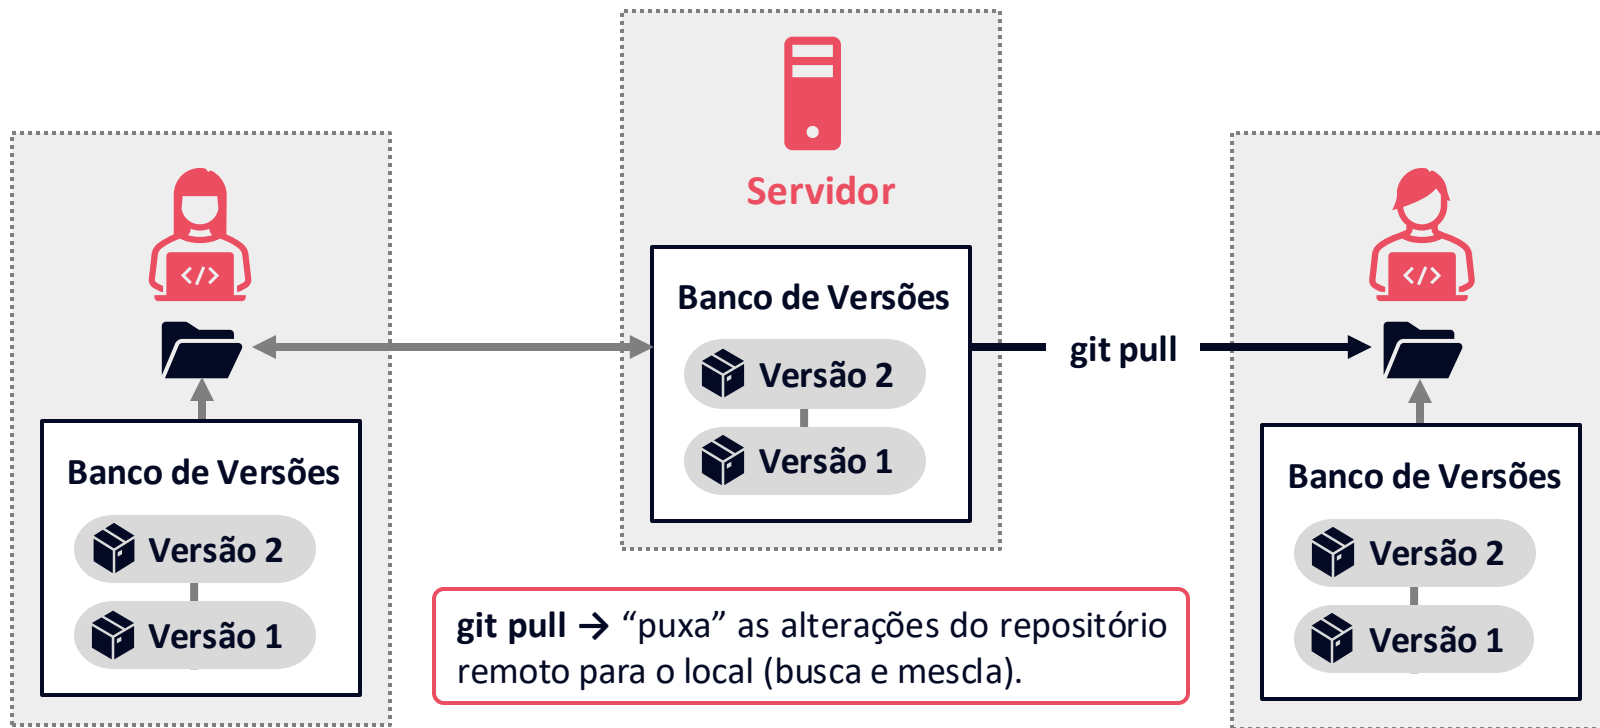 Servidor
Banco de Versões
Versão 2
Versão 1
</>
Banco de Versões
Versão 2
Versão 1
git pull
</>
Banco de Versões
Versão 2
Versão 1
git pull → “puxa” as alterações do repositório
remoto para o local (busca e mescla).